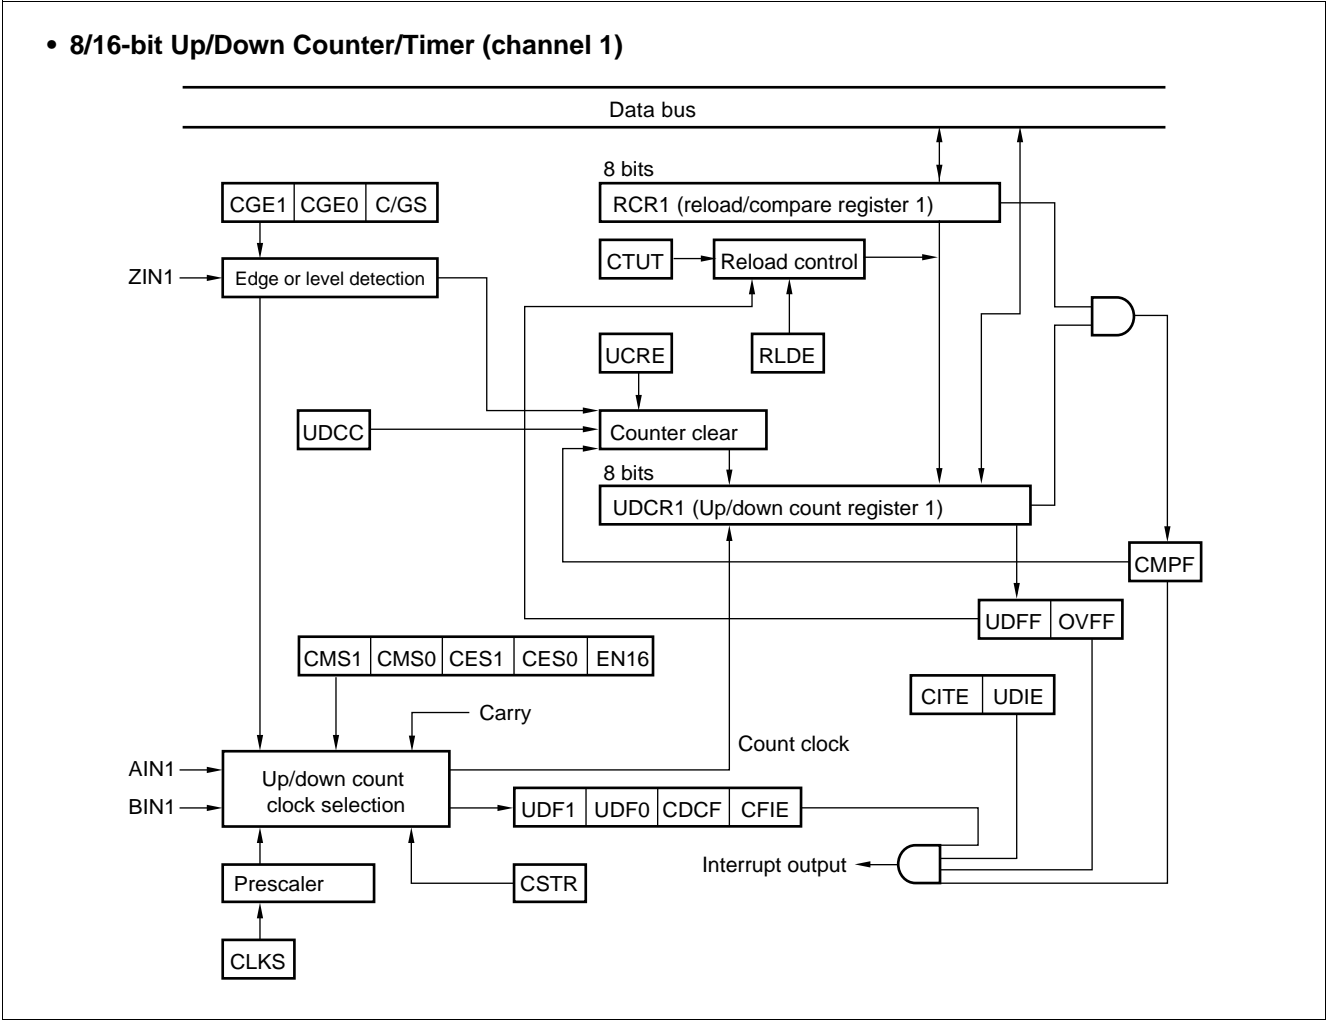 • 8/16-bit Up/Down Counter/Timer (channel 1)
Data bus
8 bits
CGE1 CGE0 C/GS
RCR1 (reload/compare register 1)
CTUT
Reload control
ZIN1
Edge or level detection
UCRE
RLDE
UDCC
Counter clear
8 bits
UDCR1 (Up/down count register 1)
CMPF
UDFF OVFF
CMS1 CMS0 CES1 CES0 EN16
CITE UDIE
Carry
Count clock
AIN1
BIN1
Up/down count
clock selection
UDF1 UDF0 CDCF CFIE
Interrupt output
Prescaler
CSTR
CLKS